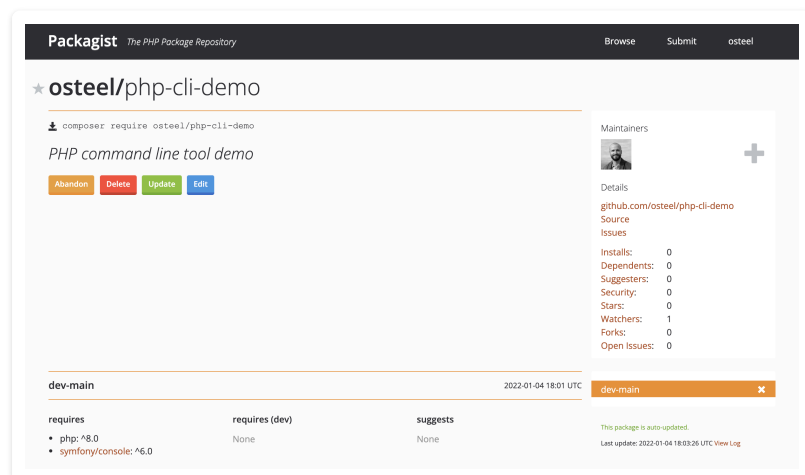 Packagist The PHP Package Repository
Browse Submit osteel
osteel/php-cli-demo
composer require osteel/php-cli-demo
PHP command line tool demo
Abandon Delete Update Edit
Maintainers
Details
github.com/osteel/php-cli-demo
Source
Issues
Installs: 0
Dependents: 0
Suggesters: 0
Security: 0
Stars: 0
Watchers: 1
Forks: 0
Open Issues: 0
dev-main 2022-01-04 18:01 UTC
dev-main
requires requires (dev) suggests
php: ^8.0 None None
symfony/console: ^6.0
This package is auto-updated.
Last update: 2022-01-04 18:03:26 UTC View Log